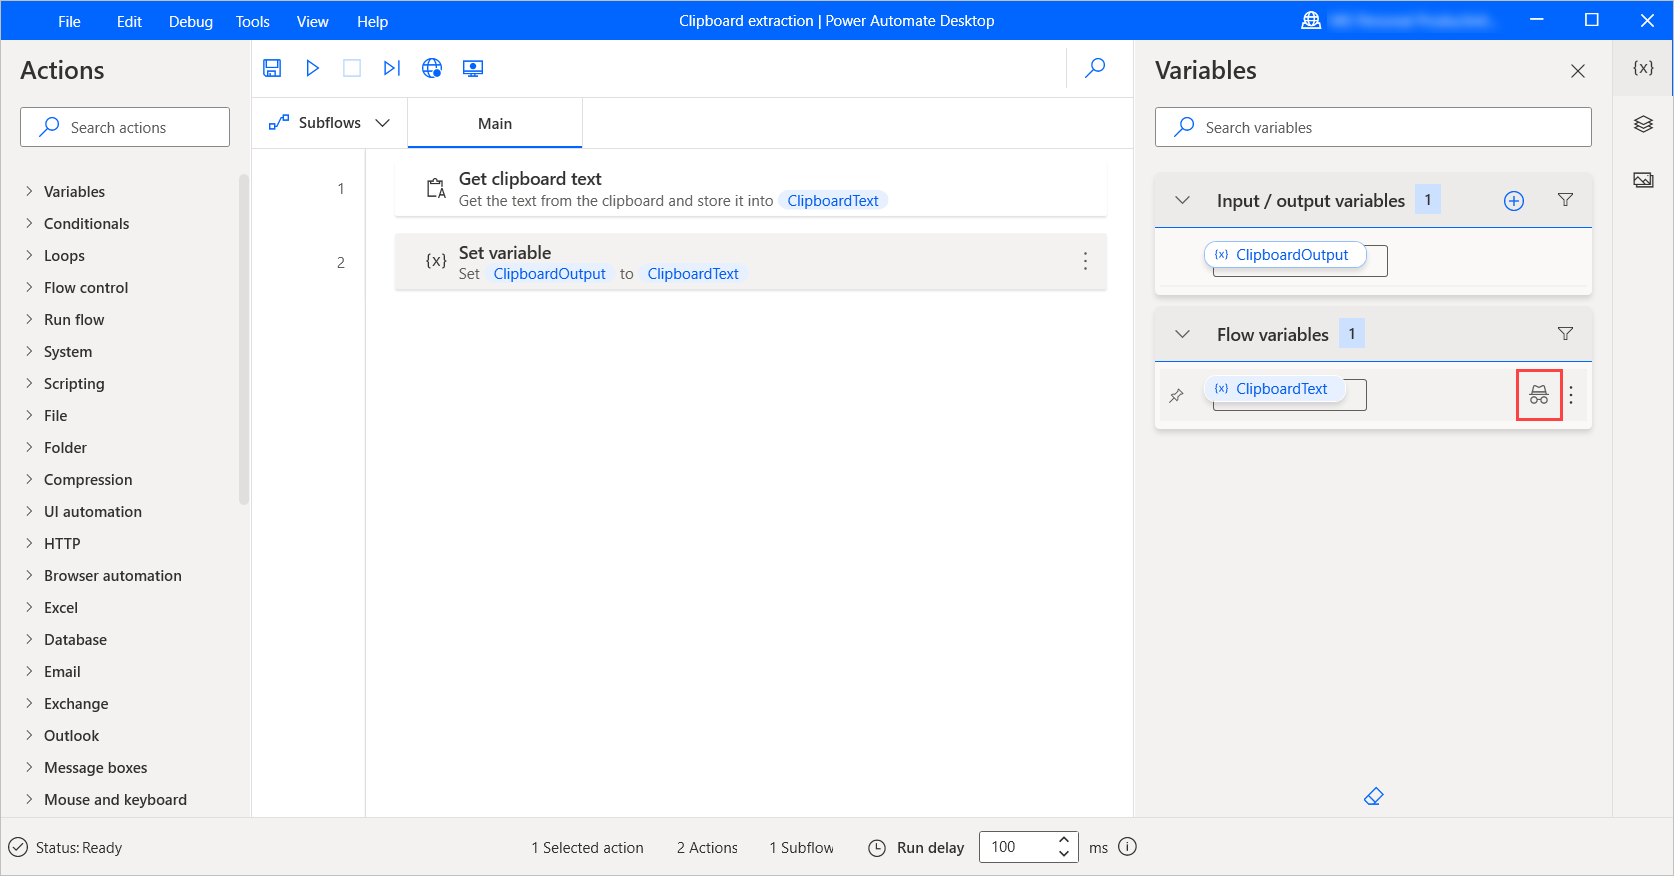 File Edit Debug Tools View Help Clipboard extraction | Power Automate Desktop
Actions
Search actions
Variables
Conditionals
Loops
Flow control
Run flow
System
Scripting
File
Folder
Compression
UI automation
HTTP
Browser automation
Excel
Database
Email
Exchange
Outlook
Message boxes
Mouse and keyboard
Subflows Main
1 Get clipboard text
Get the text from the clipboard and store it into ClipboardText
2 {x} Set variable
Set ClipboardOutput to ClipboardText
Variables
{x}
Search variables
Input / output variables 1
{x} ClipboardOutput
Flow variables 1
{x} ClipboardText
Status: Ready 1 Selected action 2 Actions 1 Subflow Run delay 100 ms